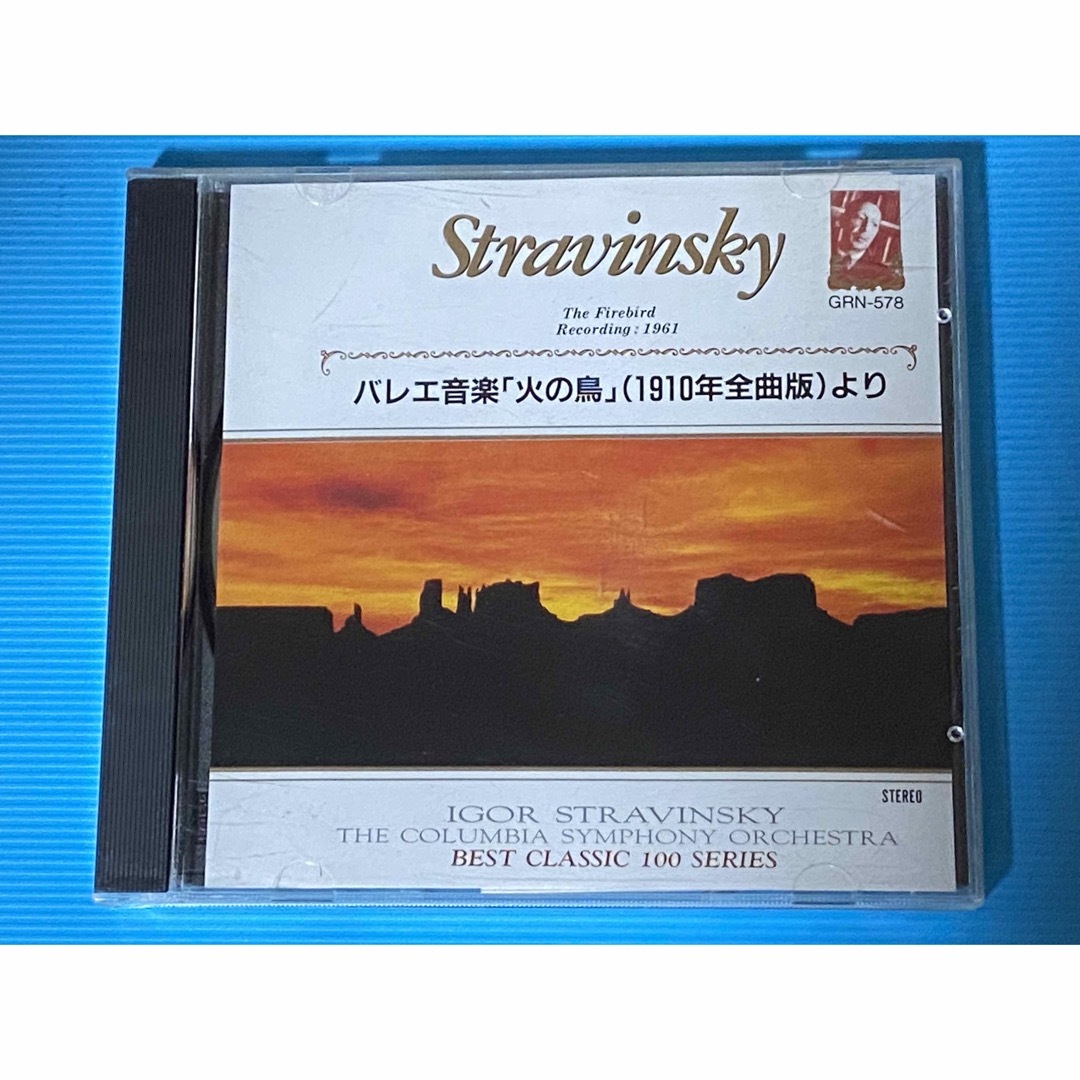 Stravinsky
GRN-578
The Firebird
Recording: 1961
バレエ音楽「火の鳥」(1910年全曲版)より
STEREO
IGOR STRAVINSKY
THE COLUMBIA SYMPHONY ORCHESTRA
BEST CLASSIC 100 SERIES